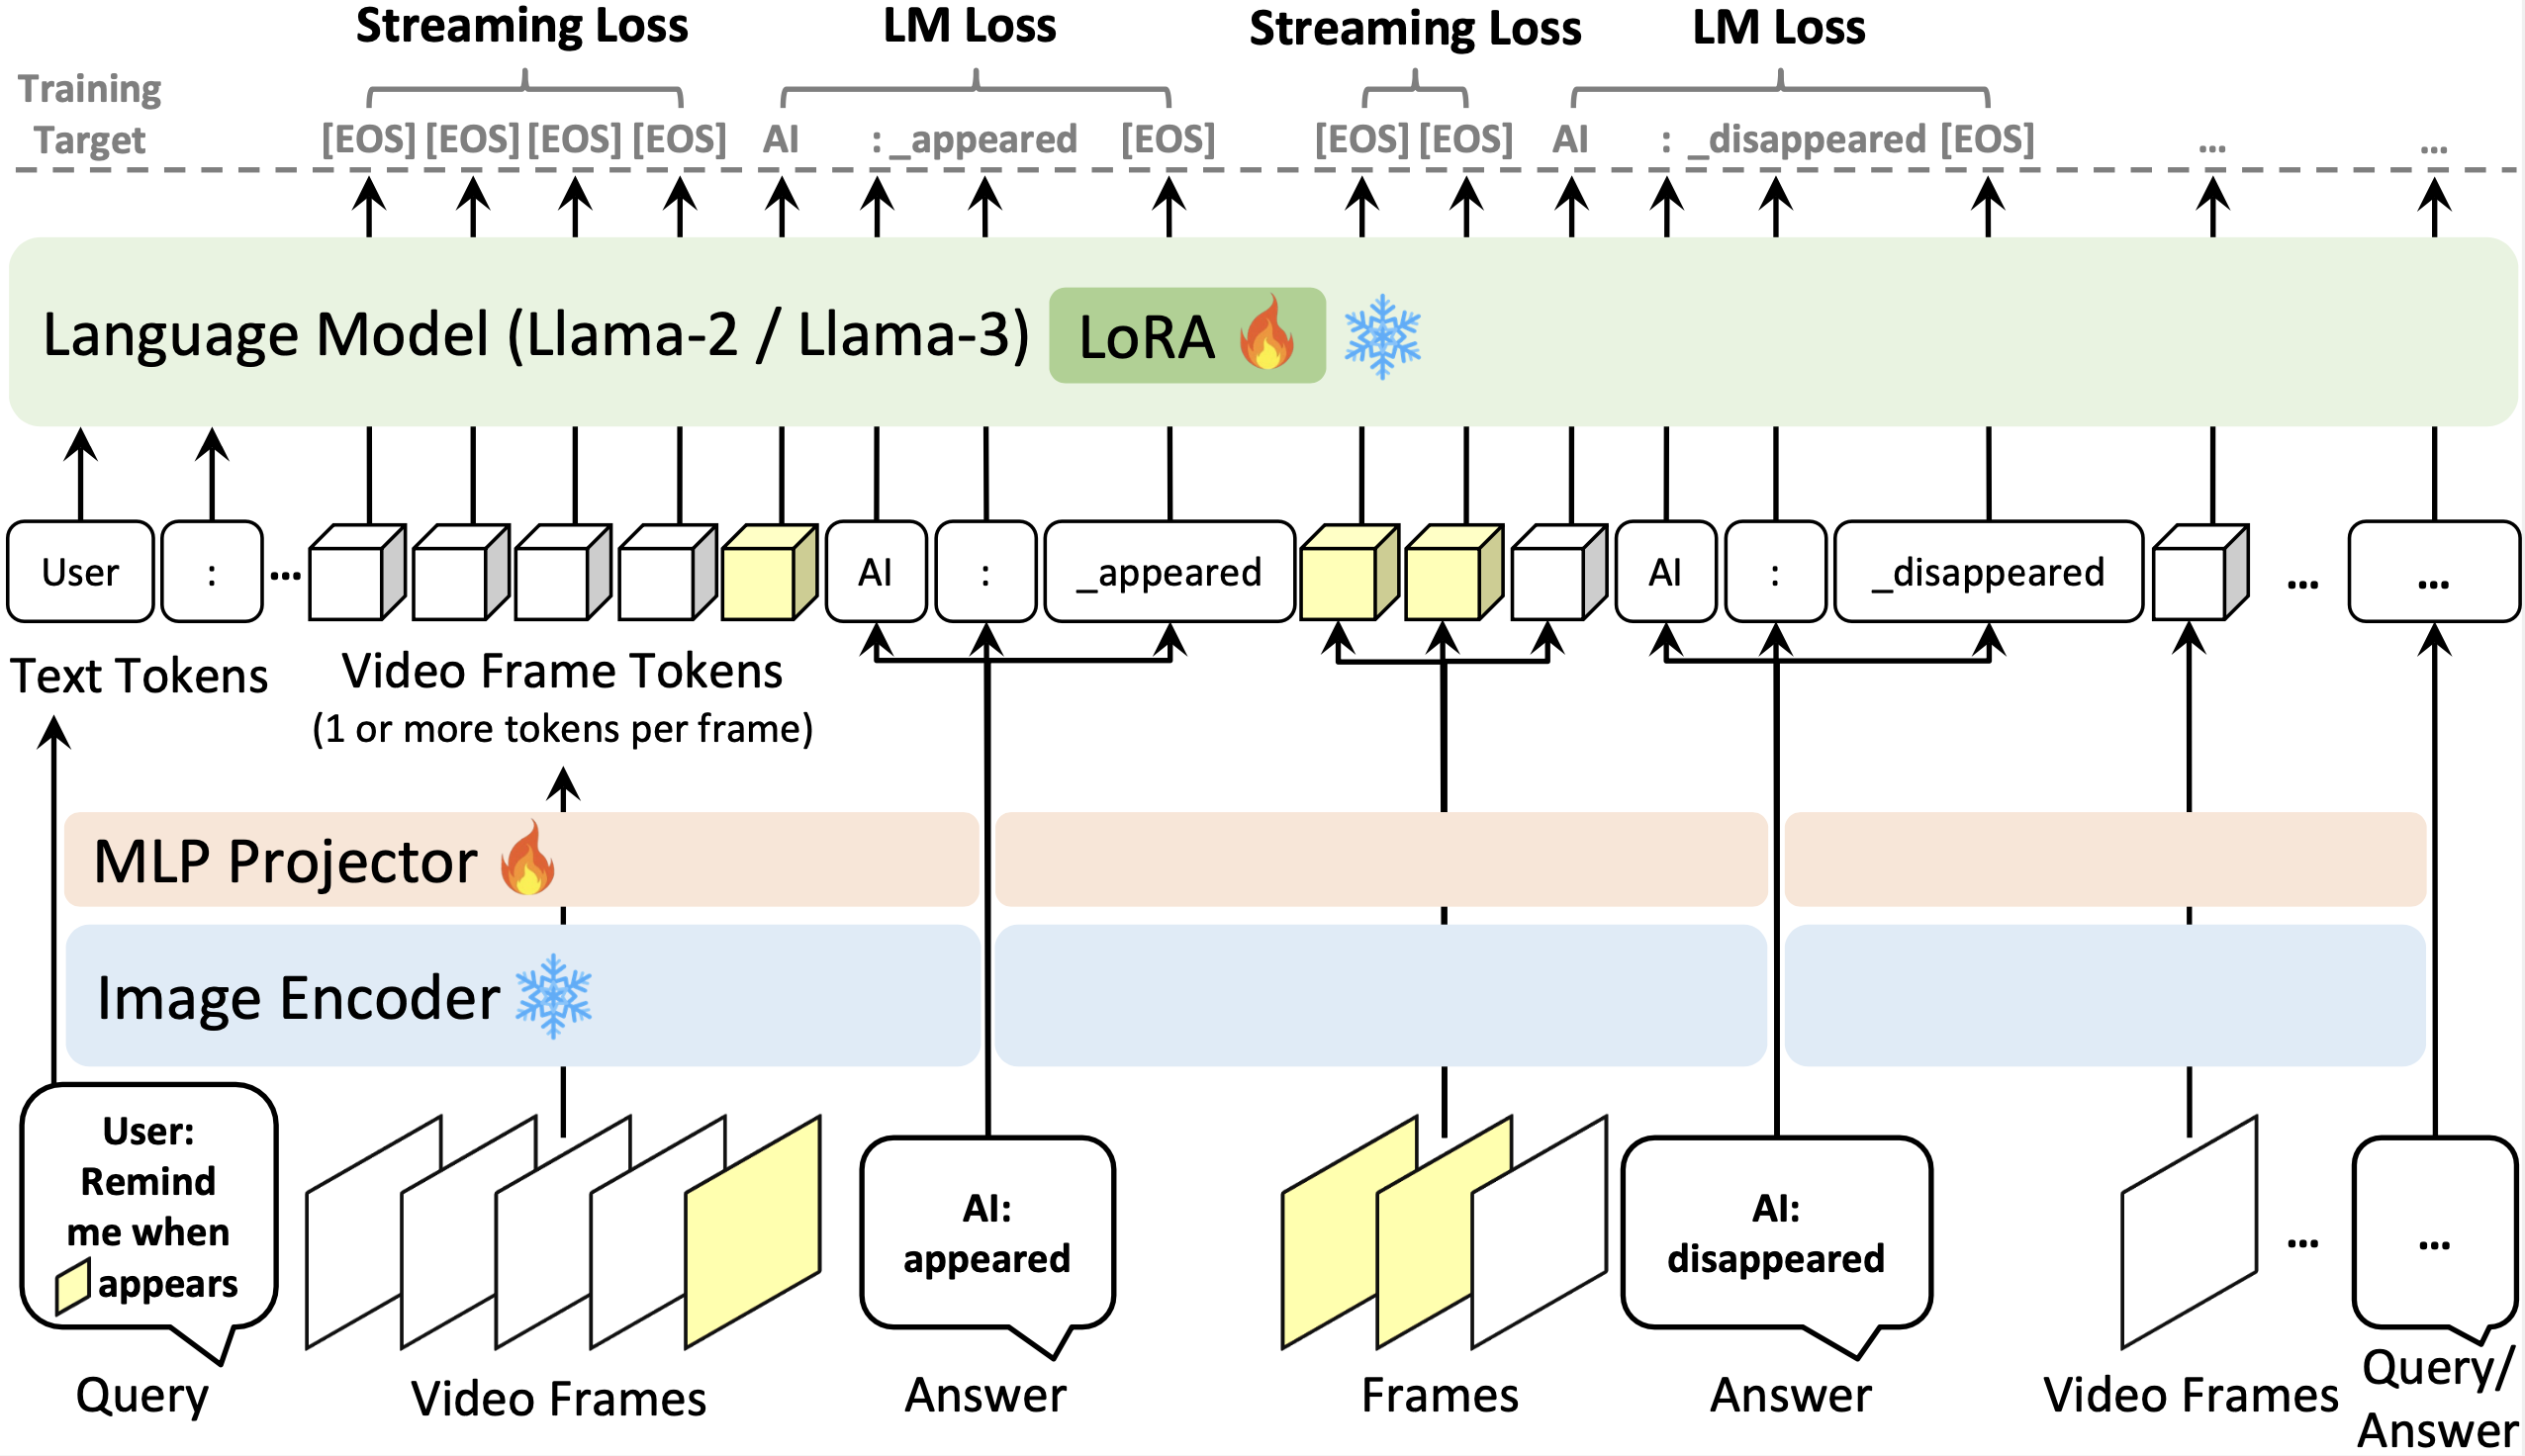 Streaming Loss LM Loss Streaming Loss LM Loss
Training
Target
[EOS] [EOS] [EOS] [EOS] AI : _appeared [EOS] [EOS] [EOS] AI : _disappeared [EOS] ... ...
Language Model (Llama-2 / Llama-3) LoRA
User : ... AI : _appeared AI : _disappeared ... ...
Text Tokens
Video Frame Tokens
(1 or more tokens per frame)
MLP Projector
Image Encoder
User:
Remind
me when
appears
AI:
appeared
AI:
disappeared
...
...
Query
Video Frames
Answer
Frames
Answer
Video Frames
Query/
Answer